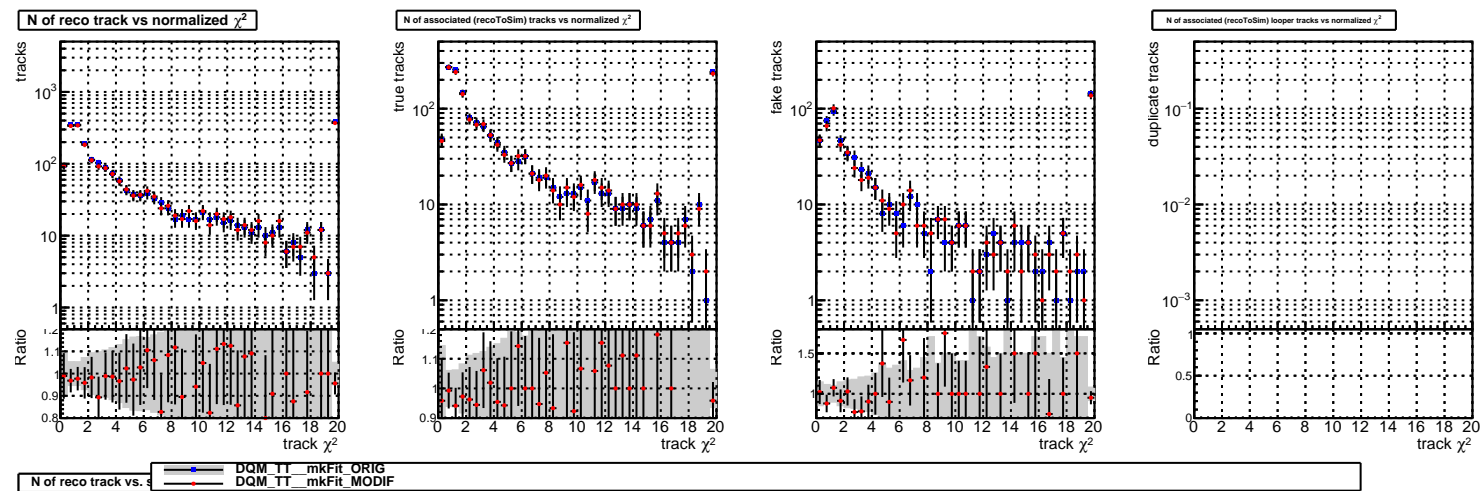 N of reco track vs normalized χ²
N of associated (recoToSim) tracks vs normalized χ²
N of associated (recoToSim) looper tracks vs normalized χ²
tracks
10³
10²
10
1
Ratio
1.2
1.1
1
0.9
0.8
0 2 4 6 8 10 12 14 16 18 20
track χ²
true tracks
10²
10
1
Ratio
1.2
1.1
1
0.9
0 2 4 6 8 10 12 14 16 18 20
track χ²
fake tracks
10²
10
1
Ratio
1.5
1
0 2 4 6 8 10 12 14 16 18 20
track χ²
duplicate tracks
10⁻¹
10⁻²
10⁻³
Ratio
1
0.5
0
0 2 4 6 8 10 12 14 16 18 20
track χ²
N of reco track vs. s
DQM_TT__mkFit_ORIG
DQM_TT__mkFit_MODIF